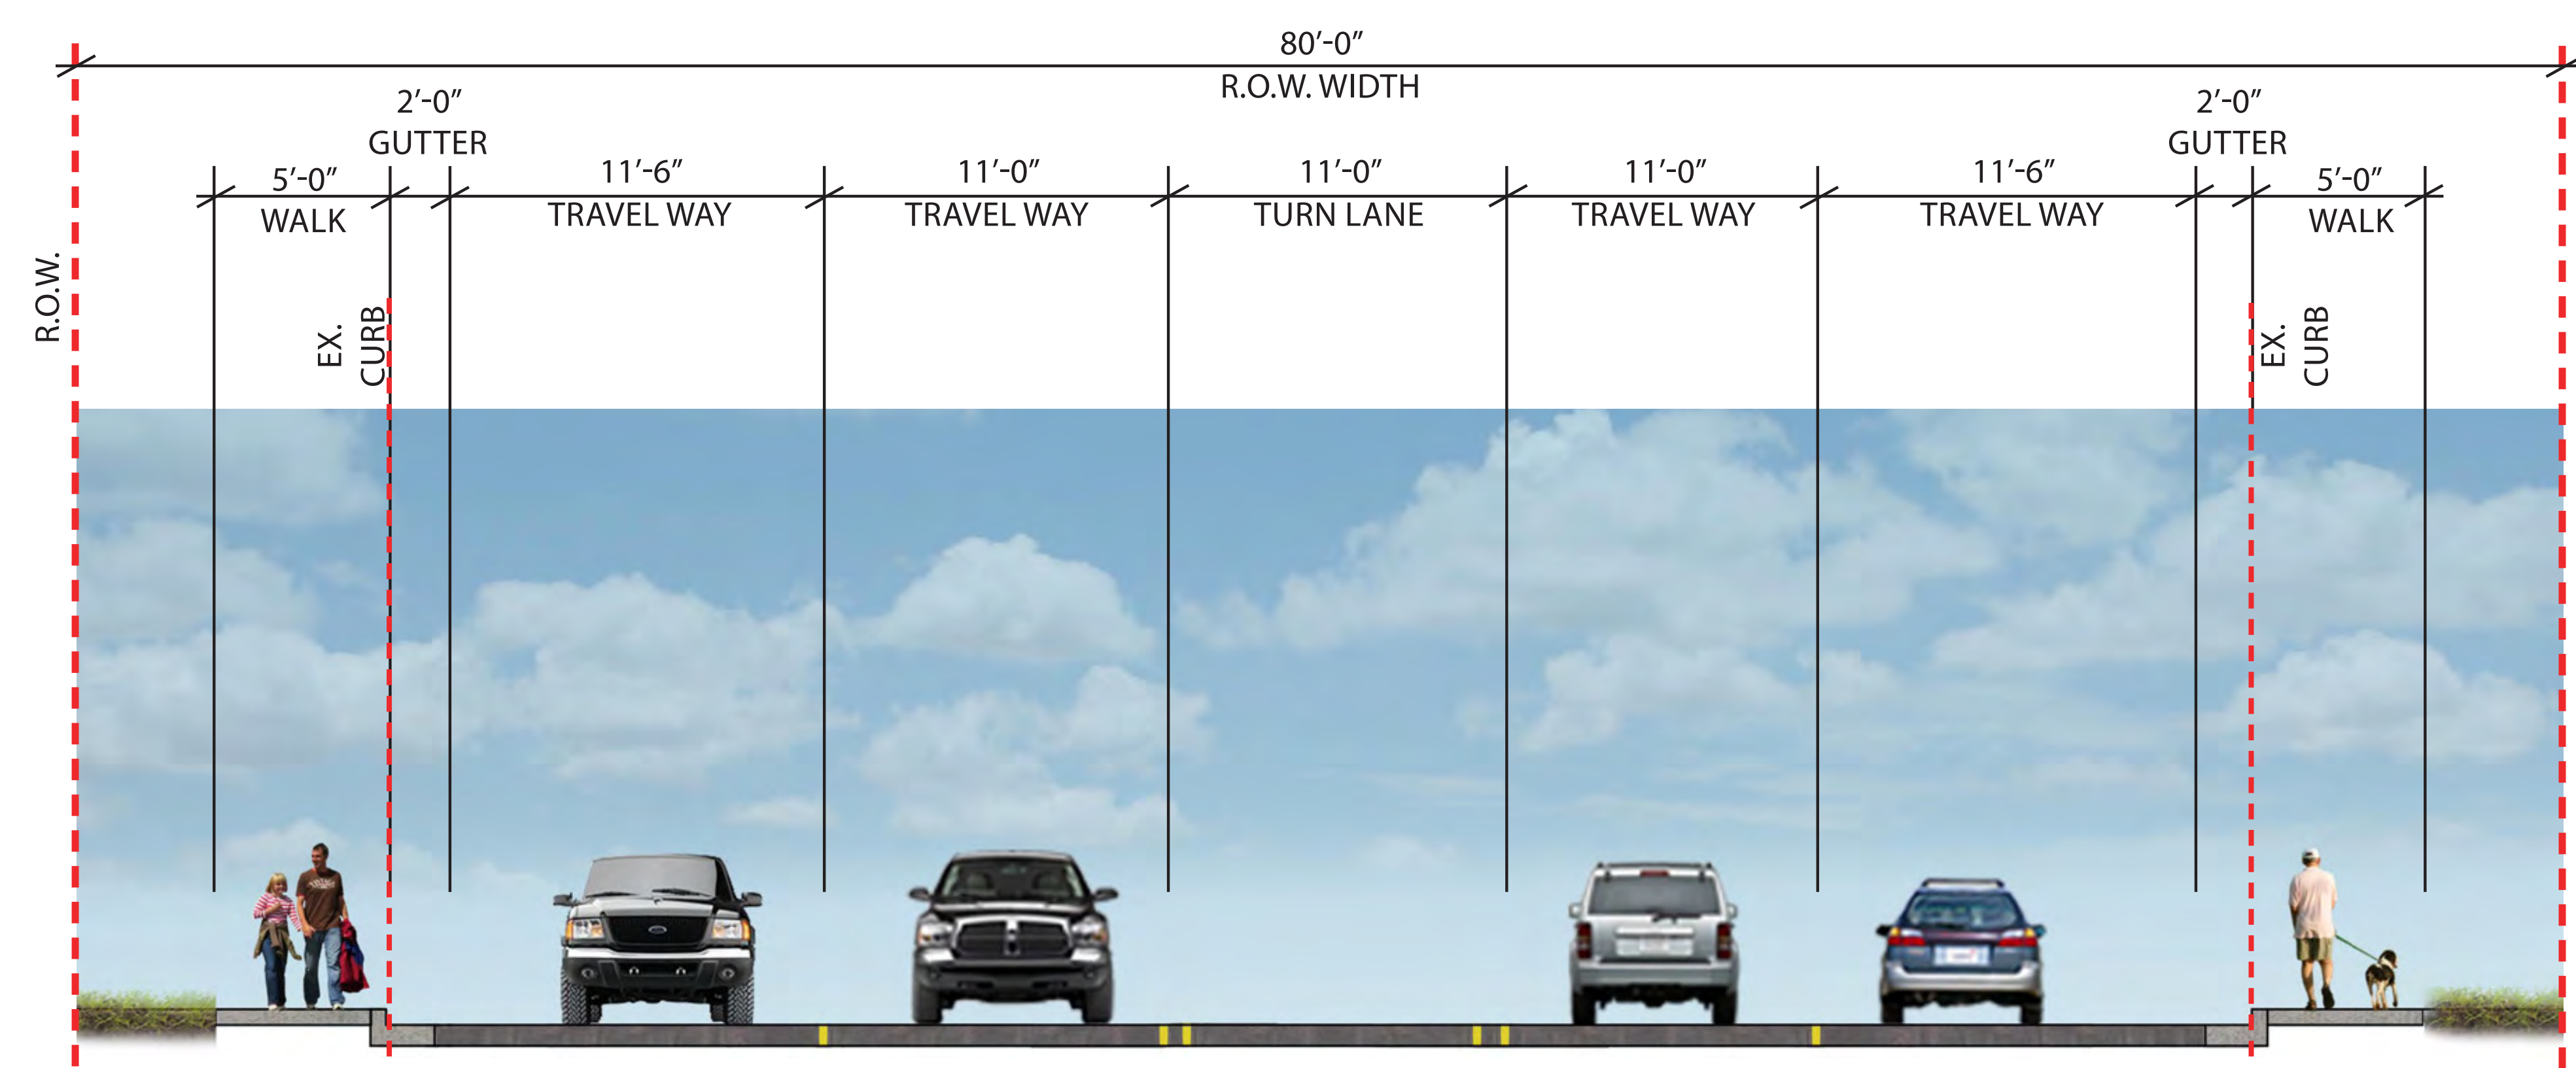 80’-0”
R.O.W. WIDTH
2’-0”
GUTTER
2’-0”
GUTTER
5’-0”
WALK
11’-6”
TRAVEL WAY
11’-0”
TRAVEL WAY
11’-0”
TURN LANE
11’-0”
TRAVEL WAY
11’-6”
TRAVEL WAY
5’-0”
WALK
R.O.W.
EX.
CURB
EX.
CURB